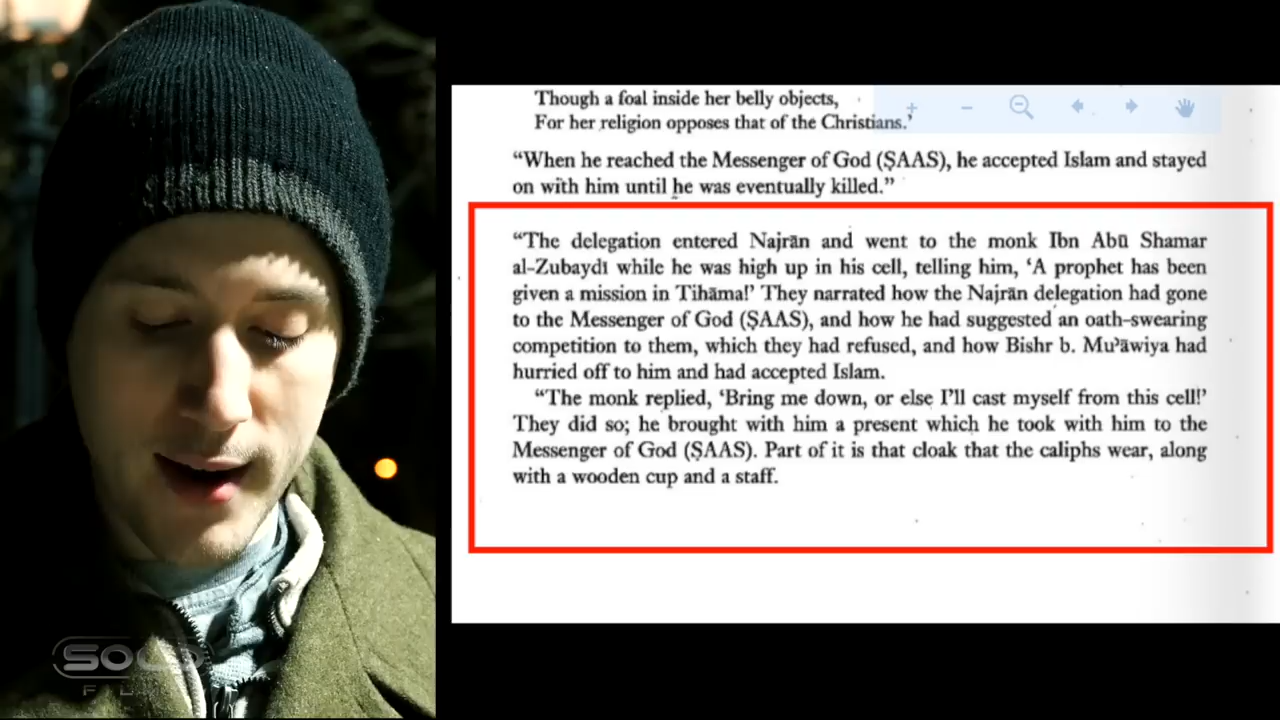 Though a foal inside her belly objects,
For her religion opposes that of the Christians.'
“When he reached the Messenger of God (ṢAAS), he accepted Islam and stayed
on with him until he was eventually killed.”
“The delegation entered Najrān and went to the monk Ibn Abū Shamar
al-Zubaydī while he was high up in his cell, telling him, ‘A prophet has been
given a mission in Tihāma!’ They narrated how the Najrān delegation had gone
to the Messenger of God (ṢAAS), and how he had suggested an oath-swearing
competition to them, which they had refused, and how Bishr b. Muʾāwiya had
hurried off to him and had accepted Islam.
“The monk replied, ‘Bring me down, or else I’ll cast myself from this cell!’
They did so; he brought with him a present which he took with him to the
Messenger of God (ṢAAS). Part of it is that cloak that the caliphs wear, along
with a wooden cup and a staff.
SOLD